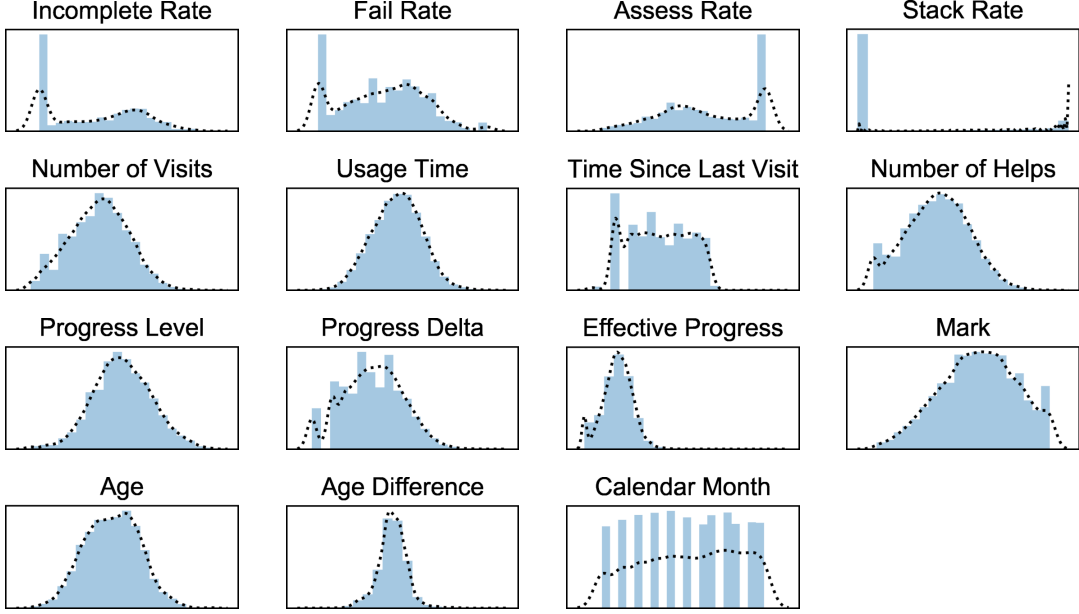 Incomplete Rate
Fail Rate
Assess Rate
Stack Rate
Number of Visits
Usage Time
Time Since Last Visit
Number of Helps
Progress Level
Progress Delta
Effective Progress
Mark
Age
Age Difference
Calendar Month